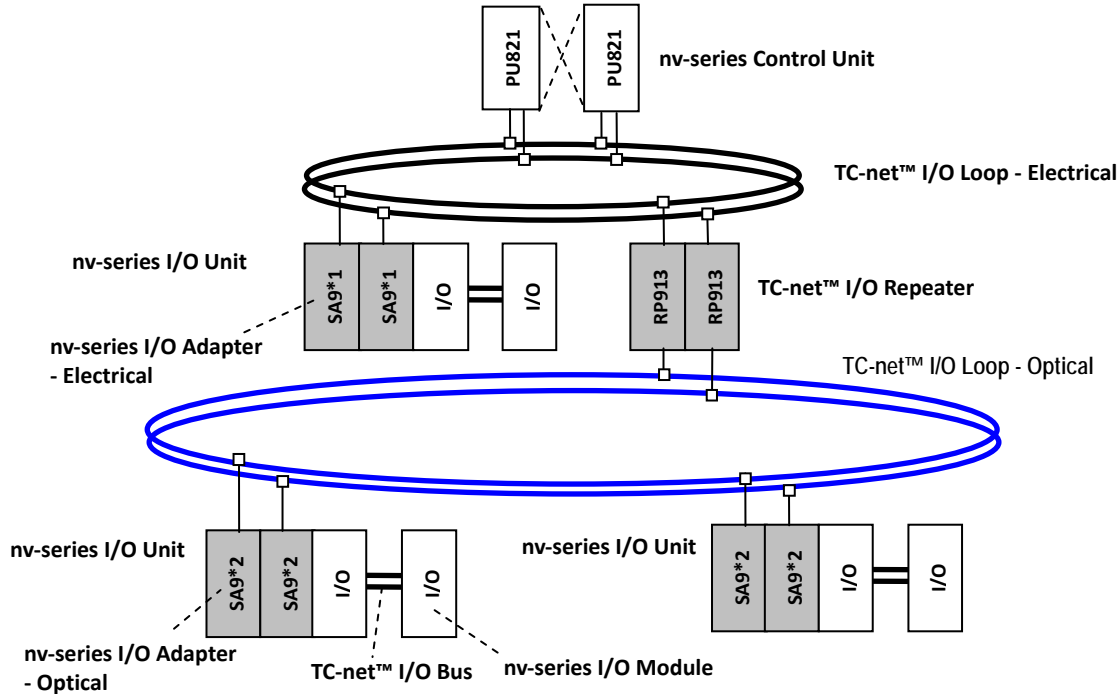 PU821
PU821
nv-series Control Unit
TC-net™ I/O Loop - Electrical
nv-series I/O Unit
SA9*1
SA9*1
I/O
I/O
RP913
RP913
TC-net™ I/O Repeater
nv-series I/O Adapter
- Electrical
TC-net™ I/O Loop - Optical
nv-series I/O Unit
SA9*2
SA9*2
I/O
I/O
nv-series I/O Unit
SA9*2
SA9*2
I/O
I/O
nv-series I/O Adapter
- Optical
TC-net™ I/O Bus
nv-series I/O Module